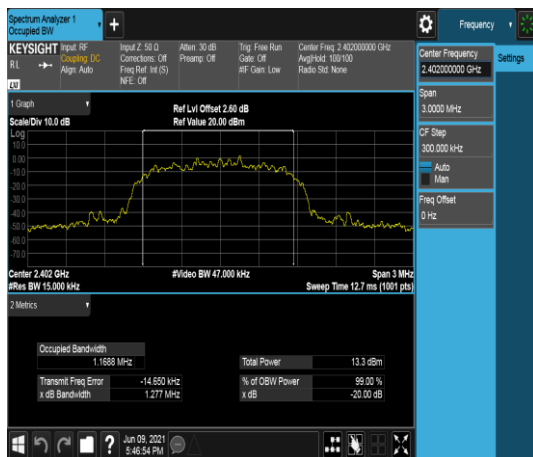 Spectrum Analyzer 1
Occupied BW
+
Frequency
KEYSIGHT
RL
LXI
Input: RF
Coupling: DC
Align: Auto
Input Z: 50 Ω
Corrections: Off
Freq Ref: Int (S)
NFE: Off
Atten: 30 dB
Preamp: Off
Trig: Free Run
Gate: Off
#IF Gain: Low
Center Freq: 2.402000000 GHz
Avg|Hold: 100/100
Radio Std: None
Center Frequency
2.402000000 GHz
Settings
Span
3.0000 MHz
CF Step
300.000 kHz
Auto
Man
Freq Offset
0 Hz
1 Graph
Scale/Div 10.0 dB
Ref Lvl Offset 2.60 dB
Ref Value 20.00 dBm
Log
10.0
0.00
-10.0
-20.0
-30.0
-40.0
-50.0
-60.0
-70.0
Center 2.402 GHz
#Res BW 15.000 kHz
#Video BW 47.000 kHz
Span 3 MHz
Sweep Time 12.7 ms (1001 pts)
2 Metrics
Occupied Bandwidth
1.1688 MHz
Total Power 13.3 dBm
Transmit Freq Error -14.650 kHz
% of OBW Power 99.00 %
x dB Bandwidth 1.277 MHz
x dB -20.00 dB
?
Jun 09, 2021
5:46:54 PM